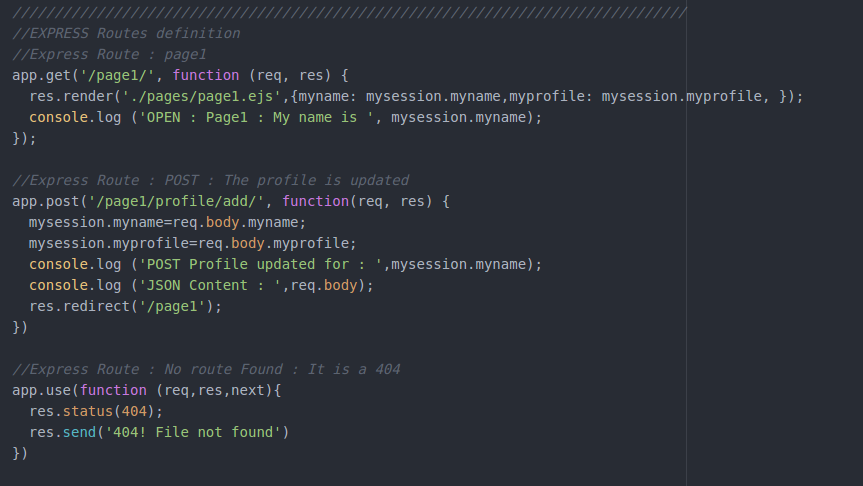 ////////////////////////////////////////////////////////////////////////////////
//EXPRESS Routes definition
//Express Route : page1
app.get('/page1/', function (req, res) {
  res.render('./pages/page1.ejs',{myname: mysession.myname,myprofile: mysession.myprofile, });
  console.log ('OPEN : Page1 : My name is ', mysession.myname);
});

//Express Route : POST : The profile is updated
app.post('/page1/profile/add/', function(req, res) {
  mysession.myname=req.body.myname;
  mysession.myprofile=req.body.myprofile;
  console.log ('POST Profile updated for : ',mysession.myname);
  console.log ('JSON Content : ',req.body);
  res.redirect('/page1');
})

//Express Route : No route Found : It is a 404
app.use(function (req,res,next){
  res.status(404);
  res.send('404! File not found')
})